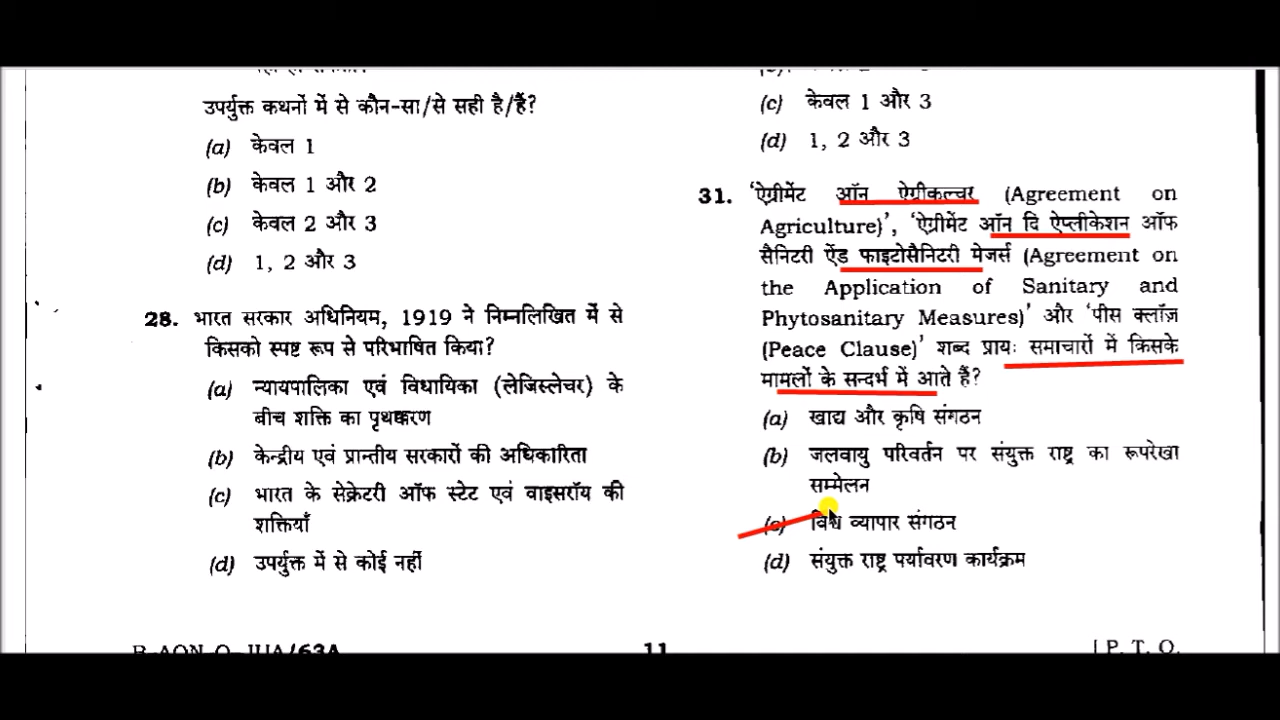 उपर्युक्त कथनों में से कौन-सा/से सही है/हैं?
(a) केवल 1
(b) केवल 1 और 2
(c) केवल 2 और 3
(d) 1, 2 और 3
28. भारत सरकार अधिनियम, 1919 ने निम्नलिखित में से
किसको स्पष्ट रूप से परिभाषित किया?
(a) न्यायपालिका एवं विधायिका (लेजिस्लेचर) के
बीच शक्ति का पृथक्करण
(b) केन्द्रीय एवं प्रान्तीय सरकारों की अधिकारिता
(c) भारत के सेक्रेटरी ऑफ स्टेट एवं वाइसरॉय की
शक्तियाँ
(d) उपर्युक्त में से कोई नहीं
(c) केवल 1 और 3
(d) 1, 2 और 3
31. 'ऐग्रीमेंट ऑन ऐग्रीकल्चर (Agreement on
Agriculture)', 'ऐग्रीमेंट ऑन दि ऐप्लीकेशन ऑफ
सैनिटरी ऐंड फाइटोसैनिटरी मेजर्स (Agreement on
the Application of Sanitary and
Phytosanitary Measures)' और 'पीस क्लॉज़
(Peace Clause)' शब्द प्रायः समाचारों में किसके
मामलों के सन्दर्भ में आते हैं?
(a) खाद्य और कृषि संगठन
(b) जलवायु परिवर्तन पर संयुक्त राष्ट्र का रूपरेखा
सम्मेलन
(c) विश्व व्यापार संगठन
(d) संयुक्त राष्ट्र पर्यावरण कार्यक्रम
11
[ P. T. O.